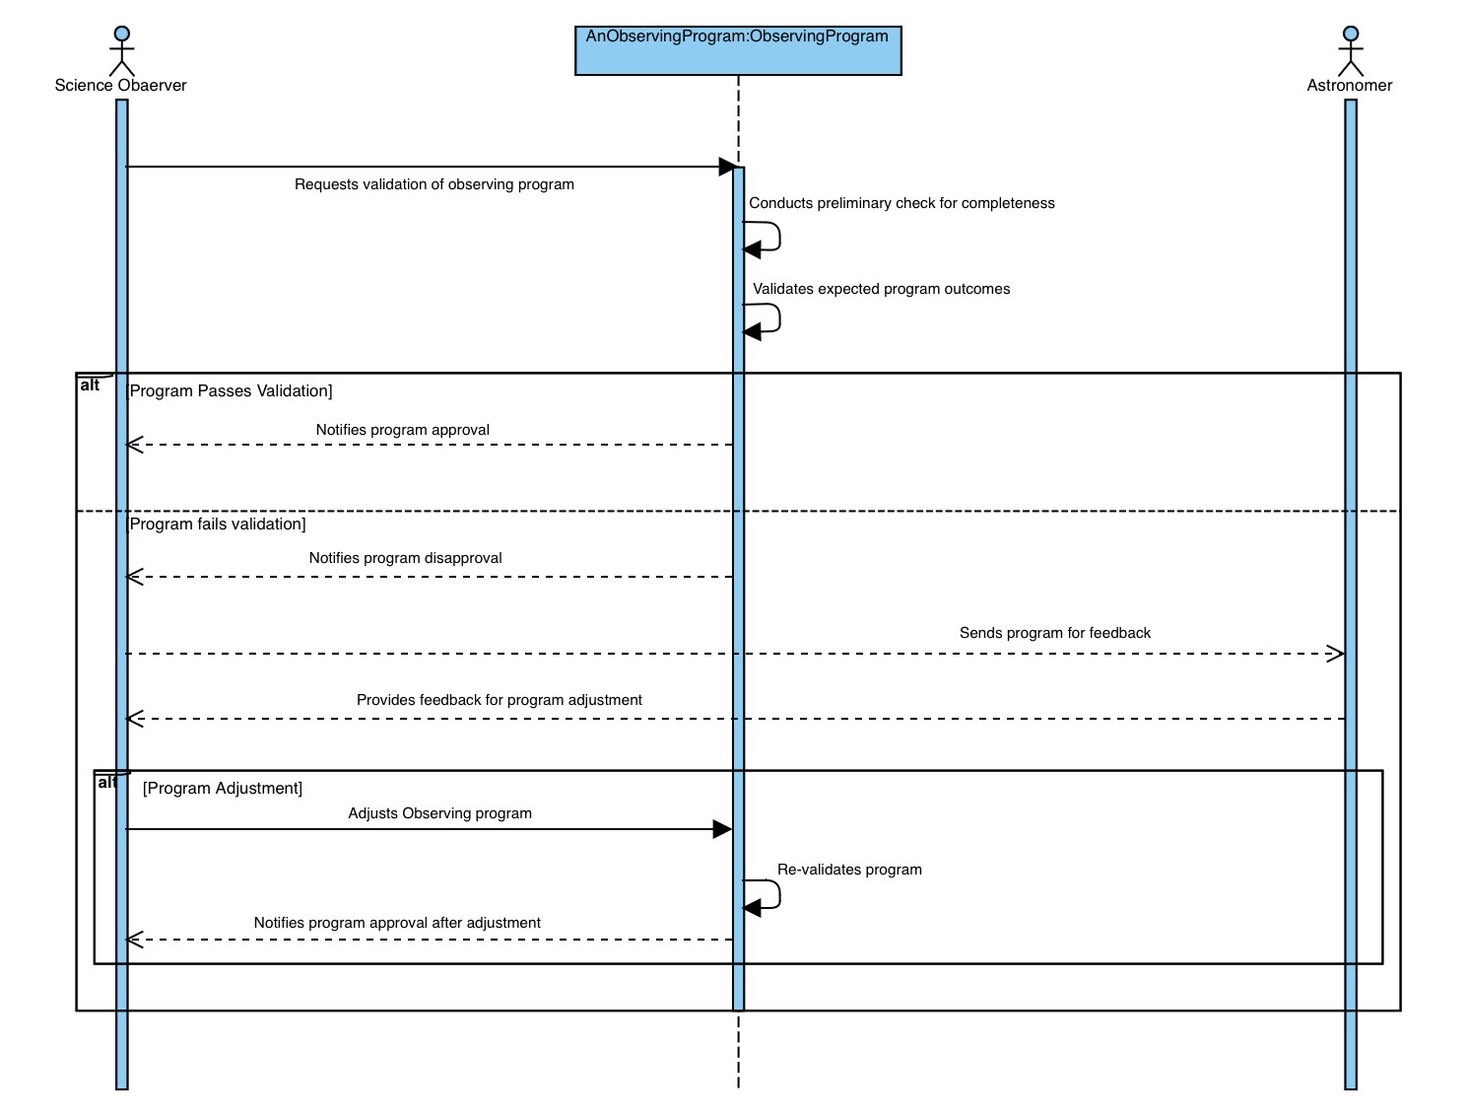 Science Obaerver
AnObservingProgram:ObservingProgram
Astronomer
Requests validation of observing program
Conducts preliminary check for completeness
Validates expected program outcomes
alt
[Program Passes Validation]
Notifies program approval
[Program fails validation]
Notifies program disapproval
Sends program for feedback
Provides feedback for program adjustment
alt
[Program Adjustment]
Adjusts Observing program
Re-validates program
Notifies program approval after adjustment